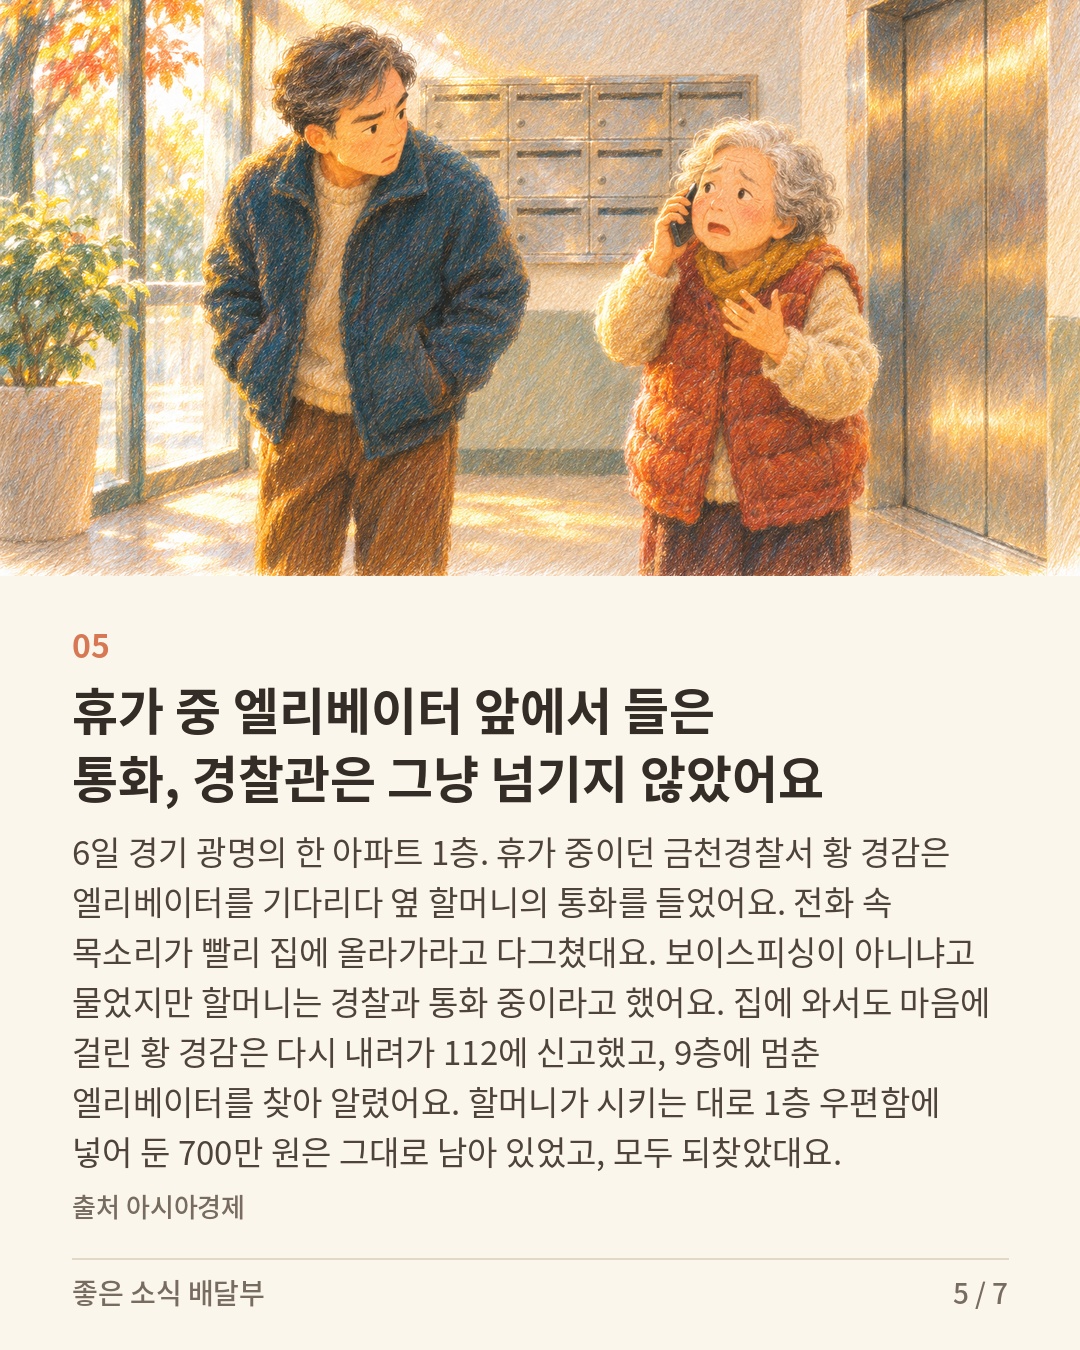 05
휴가 중 엘리베이터 앞에서 들은
통화, 경찰관은 그냥 넘기지 않았어요
6일 경기 광명의 한 아파트 1층. 휴가 중이던 금천경찰서 황 경감은
엘리베이터를 기다리다 옆 할머니의 통화를 들었어요. 전화 속
목소리가 빨리 집에 올라가라고 다그쳤대요. 보이스피싱이 아니냐고
물었지만 할머니는 경찰과 통화 중이라고 했어요. 집에 와서도 마음에
걸린 황 경감은 다시 내려가 112에 신고했고, 9층에 멈춘
엘리베이터를 찾아 알렸어요. 할머니가 시키는 대로 1층 우편함에
넣어 둔 700만 원은 그대로 남아 있었고, 모두 되찾았대요.
출처 아시아경제
좋은 소식 배달부
5 / 7